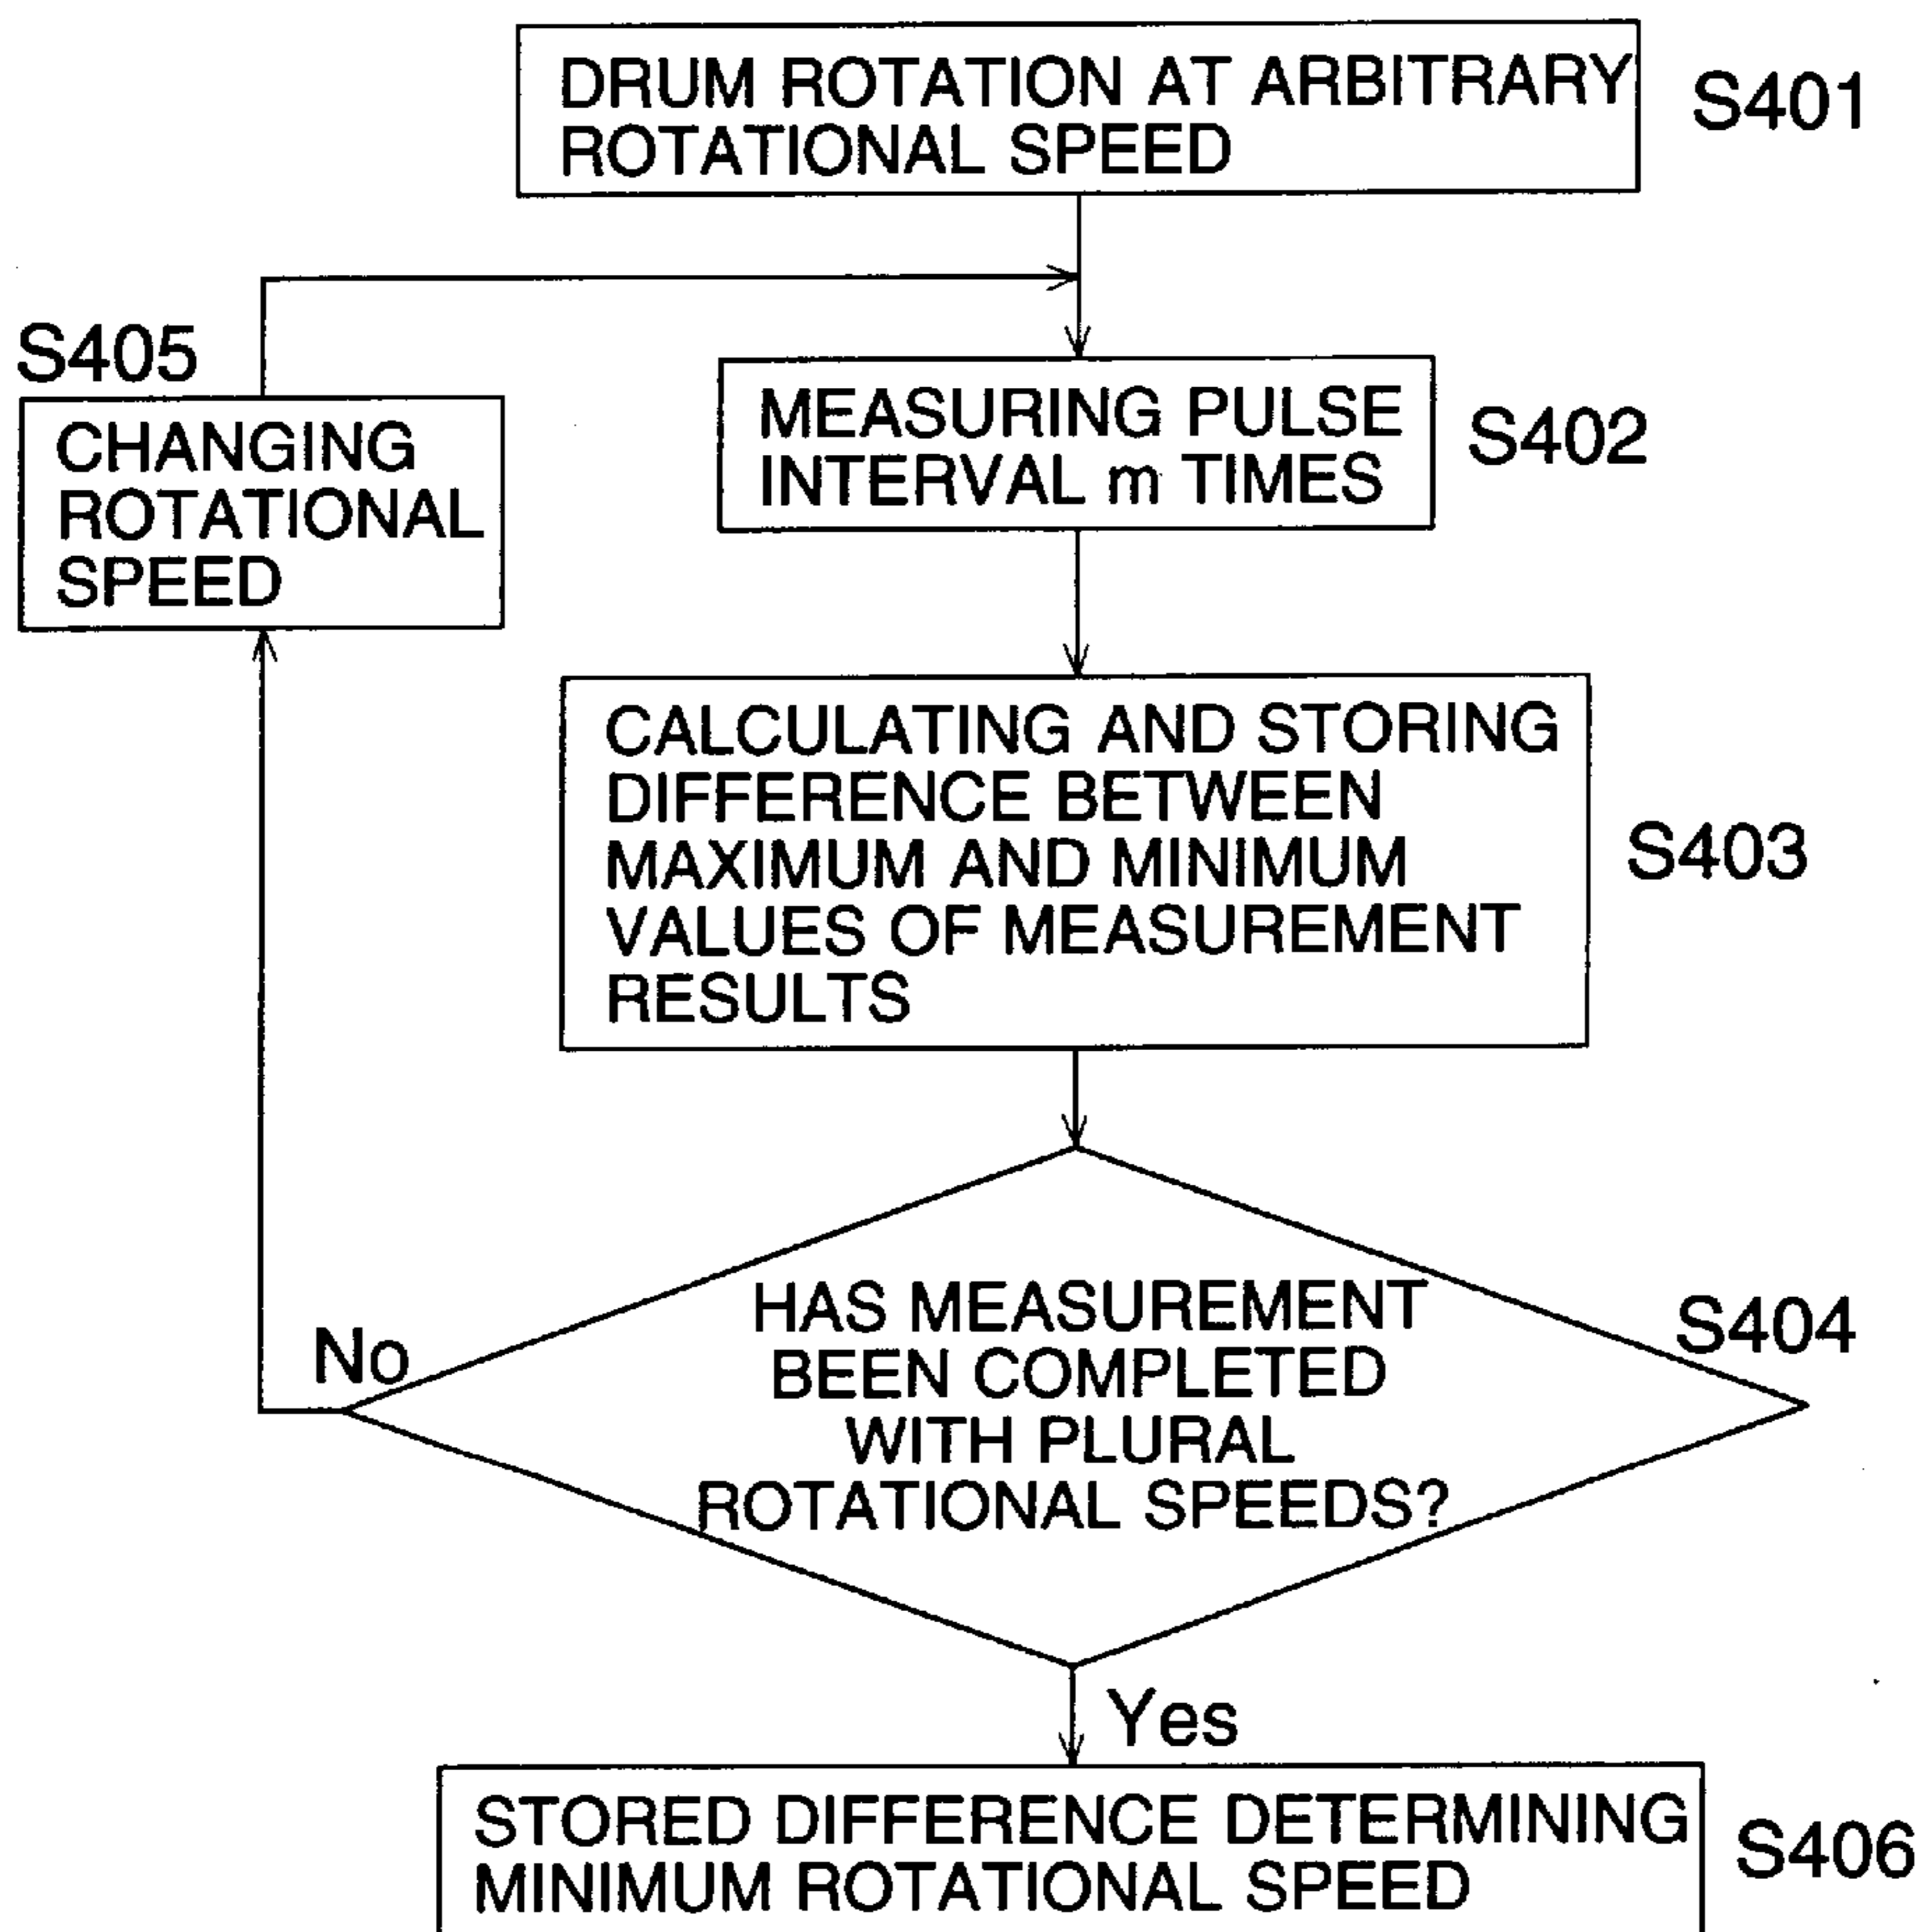 DRUM ROTATION AT ARBITRARY
ROTATIONAL SPEED
S401
S405
CHANGING
ROTATIONAL
SPEED
MEASURING PULSE
INTERVAL m TIMES
S402
CALCULATING AND STORING
DIFFERENCE BETWEEN
MAXIMUM AND MINIMUM
VALUES OF MEASUREMENT
RESULTS
S403
HAS MEASUREMENT
BEEN COMPLETED
WITH PLURAL
ROTATIONAL SPEEDS?
S404
No
Yes
STORED DIFFERENCE DETERMINING
MINIMUM ROTATIONAL SPEED
S406